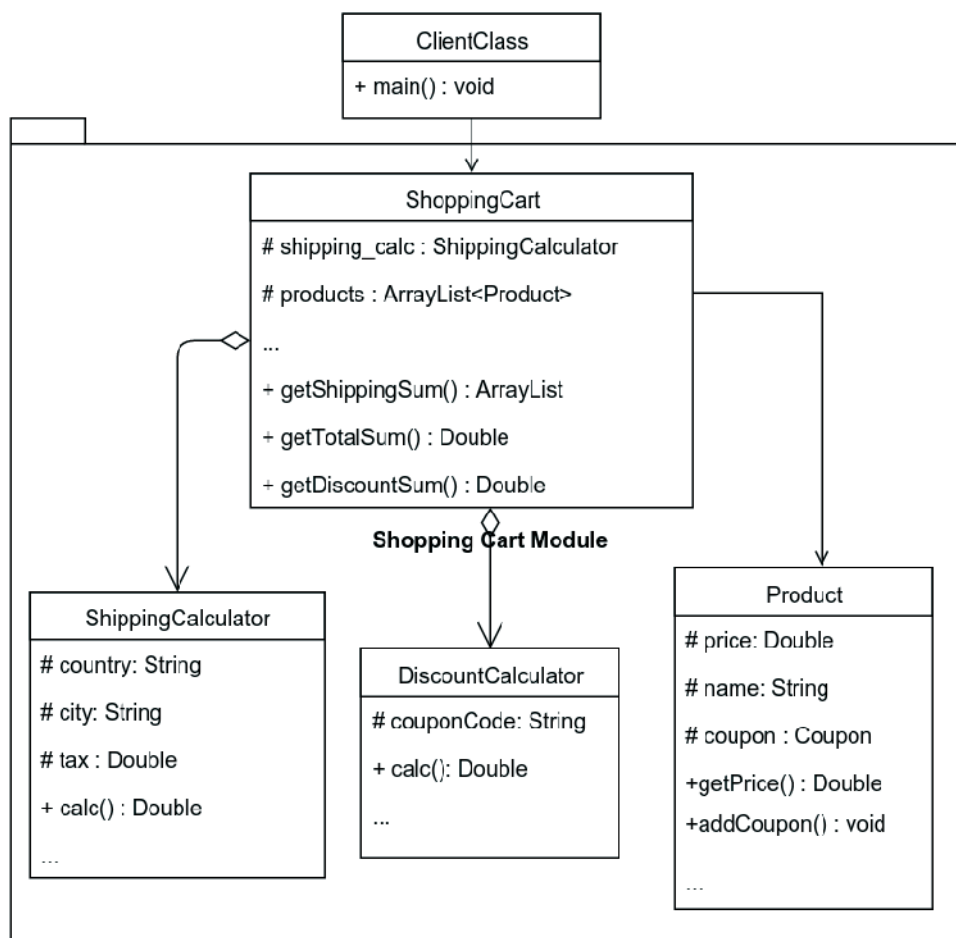 ClientClass
+ main() : void
ShoppingCart
# shipping_calc : ShippingCalculator
# products : ArrayList<Product>
...
+ getShippingSum() : ArrayList
+ getTotalSum() : Double
+ getDiscountSum() : Double
Shopping Cart Module
ShippingCalculator
# country: String
# city: String
# tax : Double
+ calc() : Double
...
DiscountCalculator
# couponCode: String
+ calc(): Double
...
Product
# price: Double
# name: String
# coupon : Coupon
+getPrice() : Double
+addCoupon() : void
...